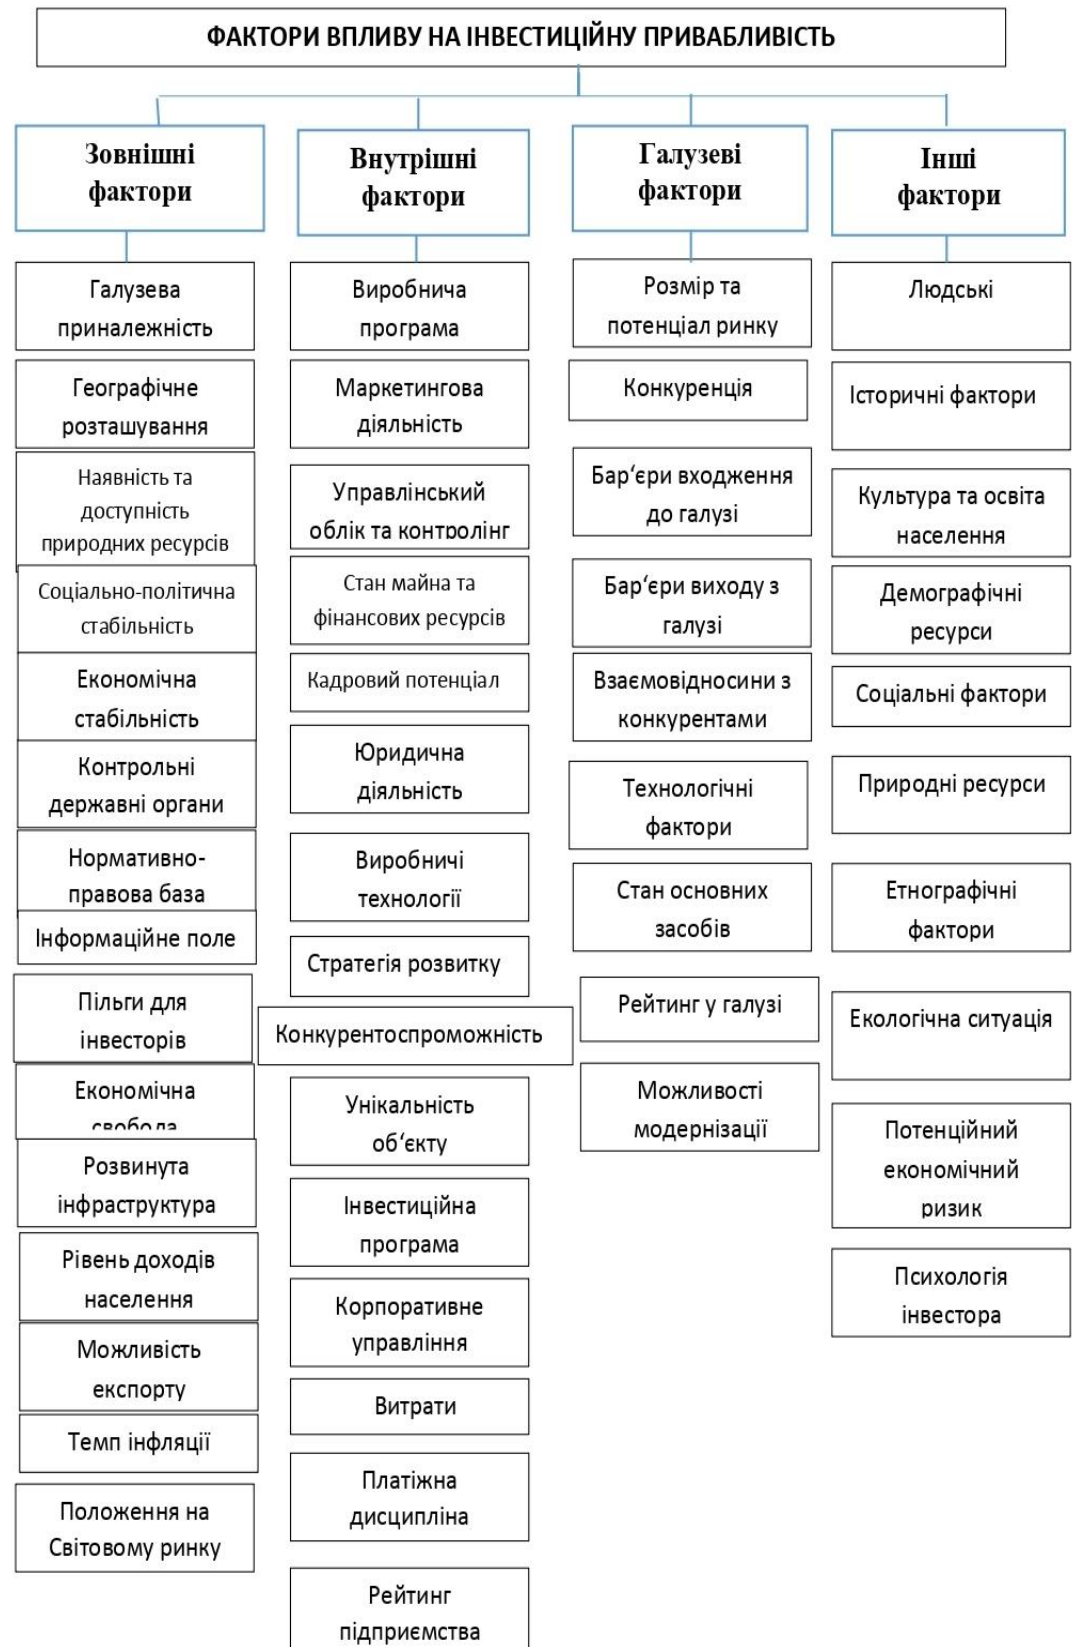 ФАКТОРИ ВПЛИВУ НА ІНВЕСТИЦІЙНУ ПРИВАБЛИВІСТЬ
Зовнішні
фактори
Галузева
приналежність
Географічне
розташування
Наявність та
доступність
природних ресурсів
Соціально-політична
стабільність
Економічна
стабільність
Контрольні
державні органи
Нормативно-
правова база
Інформаційне поле
Пільги для
інвесторів
Економічна
свобода
Розвинута
інфраструктура
Рівень доходів
населення
Можливість
експорту
Темп інфляції
Положення на
Світовому ринку
Внутрішні
фактори
Виробнича
програма
Маркетингова
діяльність
Управлінський
облік та контролінг
Стан майна та
фінансових ресурсів
Кадровий потенціал
Юридична
діяльність
Виробничі
технології
Стратегія розвитку
Конкурентоспроможність
Унікальність
об‘єкту
Інвестиційна
програма
Корпоративне
управління
Витрати
Платіжна
дисципліна
Рейтинг
підприємства
Галузеві
фактори
Розмір та
потенціал ринку
Конкуренція
Бар‘єри входження
до галузі
Бар‘єри виходу з
галузі
Взаємовідносини з
конкурентами
Технологічні
фактори
Стан основних
засобів
Рейтинг у галузі
Можливості
модернізації
Інші
фактори
Людські
Історичні фактори
Культура та освіта
населення
Демографічні
ресурси
Соціальні фактори
Природні ресурси
Етнографічні
фактори
Екологічна ситуація
Потенційний
економічний
ризик
Психологія
інвестора